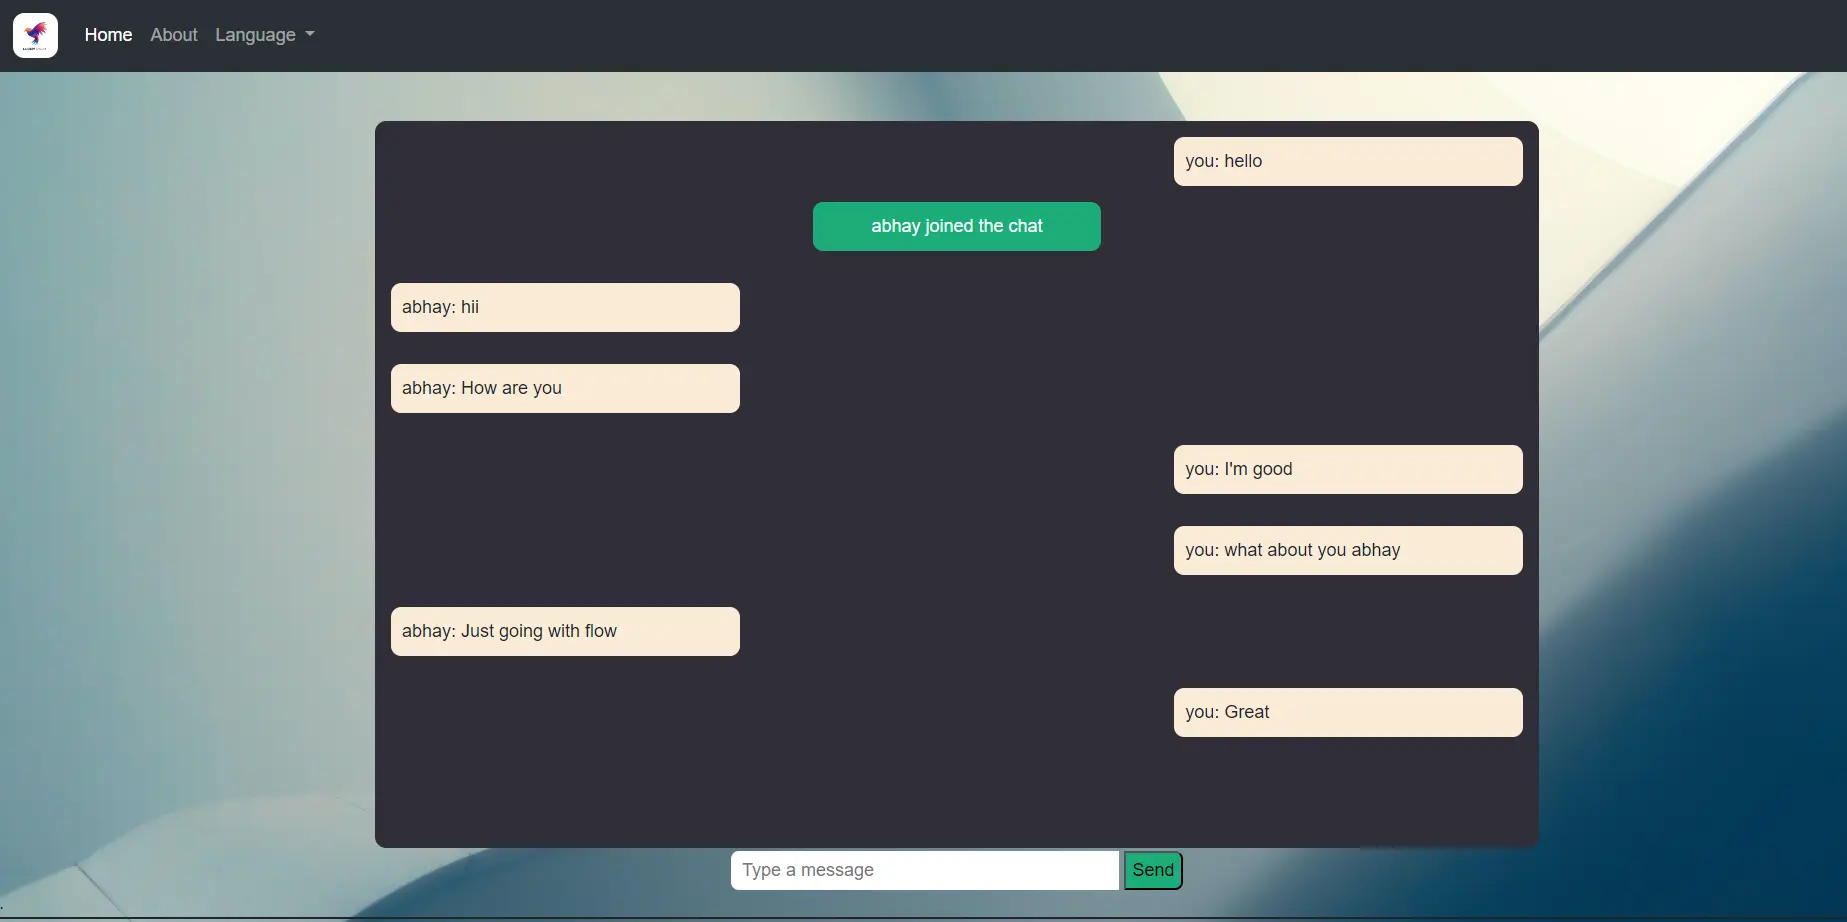 Home About Language
you: hello
abhay joined the chat
abhay: hii
abhay: How are you
you: I'm good
you: what about you abhay
abhay: Just going with flow
you: Great
Type a message Send
.